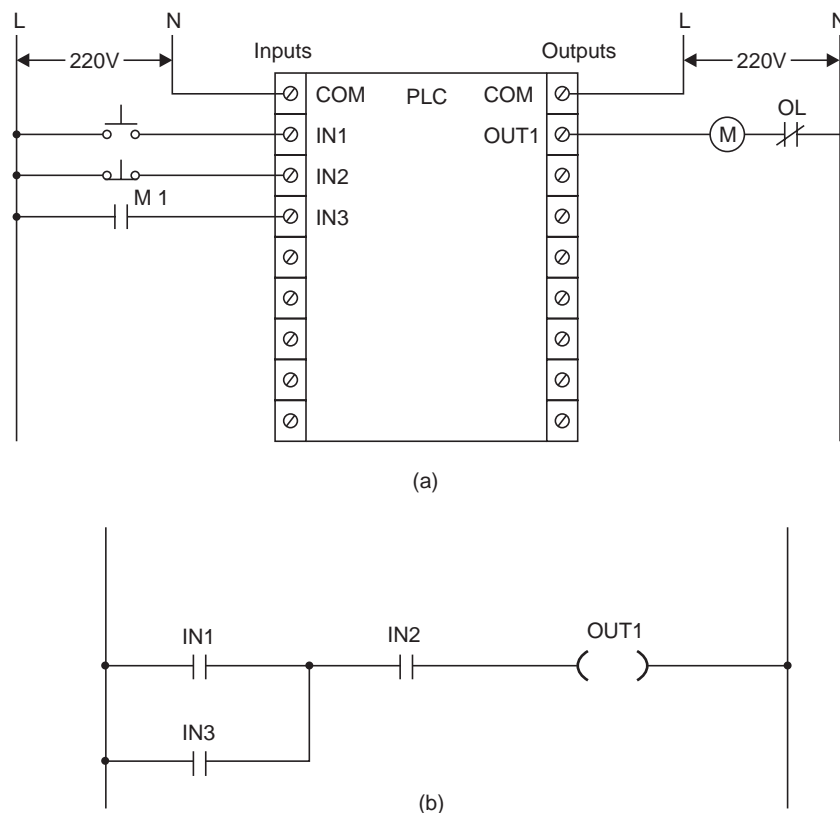 L N L N
220V Inputs Outputs 220V
COM PLC COM
OL
IN1 OUT1 M
IN2
M 1
IN3
(a)
IN1 IN2 OUT1
IN3
(b)